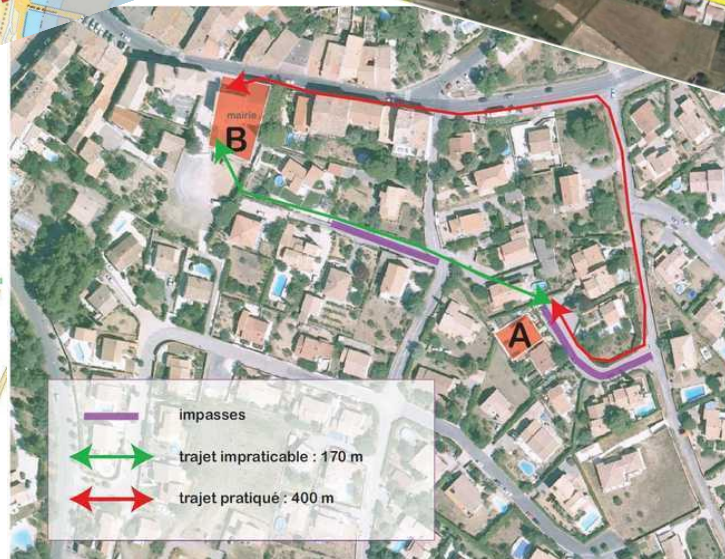 mairie
B
A
impasses
trajet impraticable : 170 m
trajet pratiqué : 400 m